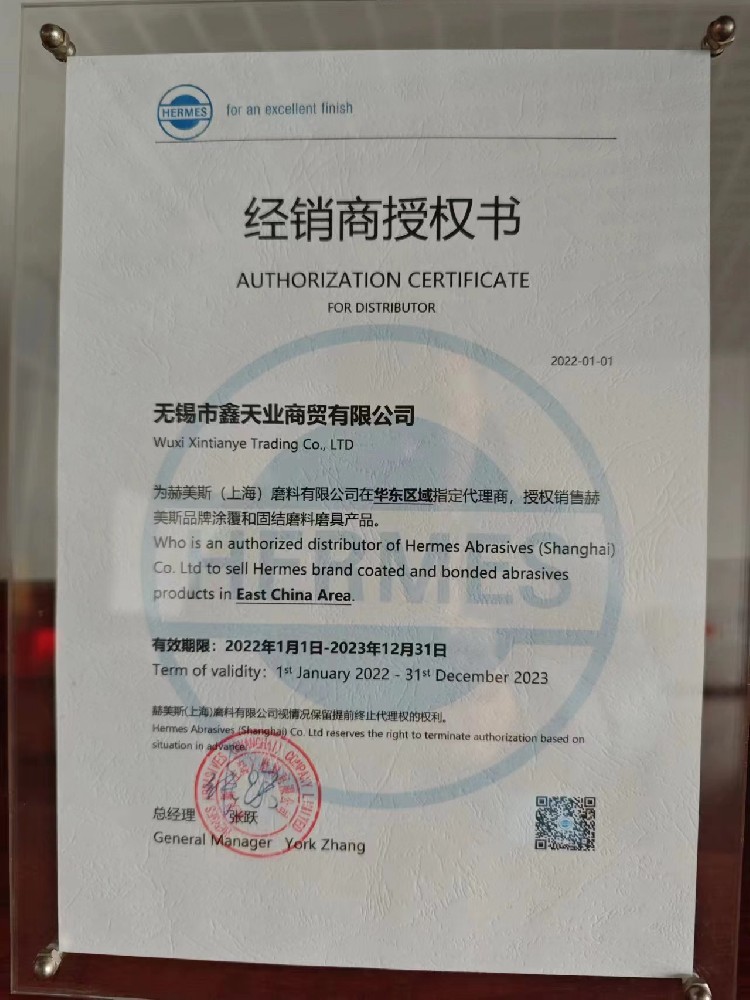 HERMES for an excellent finish
经销商授权书
AUTHORIZATION CERTIFICATE
FOR DISTRIBUTOR
2022-01-01
无锡市鑫天业商贸有限公司
Wuxi Xintianye Trading Co., LTD
为赫美斯（上海）磨料有限公司在华东区域指定代理商，授权销售赫
美斯品牌涂覆和固结磨料磨具产品。
Who is an authorized distributor of Hermes Abrasives (Shanghai)
Co. Ltd to sell Hermes brand coated and bonded abrasives
products in East China Area.
HERMES
有效期限：2022年1月1日-2023年12月31日
Term of validity：1st January 2022 - 31st December 2023
赫美斯(上海)磨料有限公司视情况保留提前终止代理权的权利。
Hermes Abrasives (Shanghai) Co. Ltd reserves the right to terminate authorization based on
situation in advance.
总经理 张跃
General Manager York Zhang